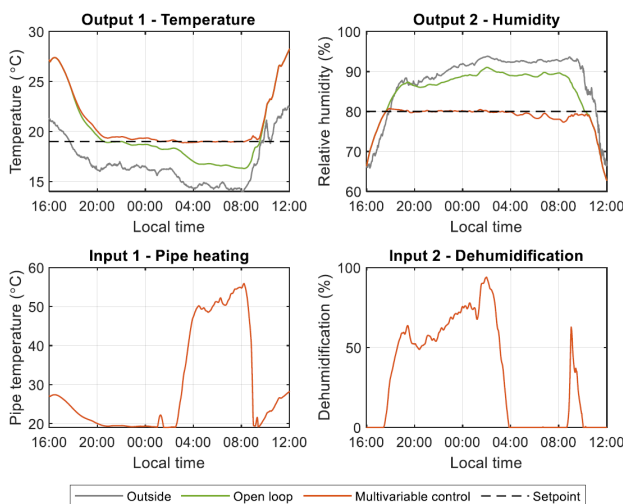 Output 1 - Temperature
Temperature (°C)
30
25
19
15
16:00 20:00 00:00 04:00 08:00 12:00
Local time
Output 2 - Humidity
Relative humidity (%)
100
90
80
70
60
16:00 20:00 00:00 04:00 08:00 12:00
Local time
Input 1 - Pipe heating
Pipe temperature (°C)
60
50
40
30
20
16:00 20:00 00:00 04:00 08:00 12:00
Local time
Input 2 - Dehumidification
Dehumidification (%)
100
50
0
16:00 20:00 00:00 04:00 08:00 12:00
Local time
Outside Open loop Multivariable control Setpoint